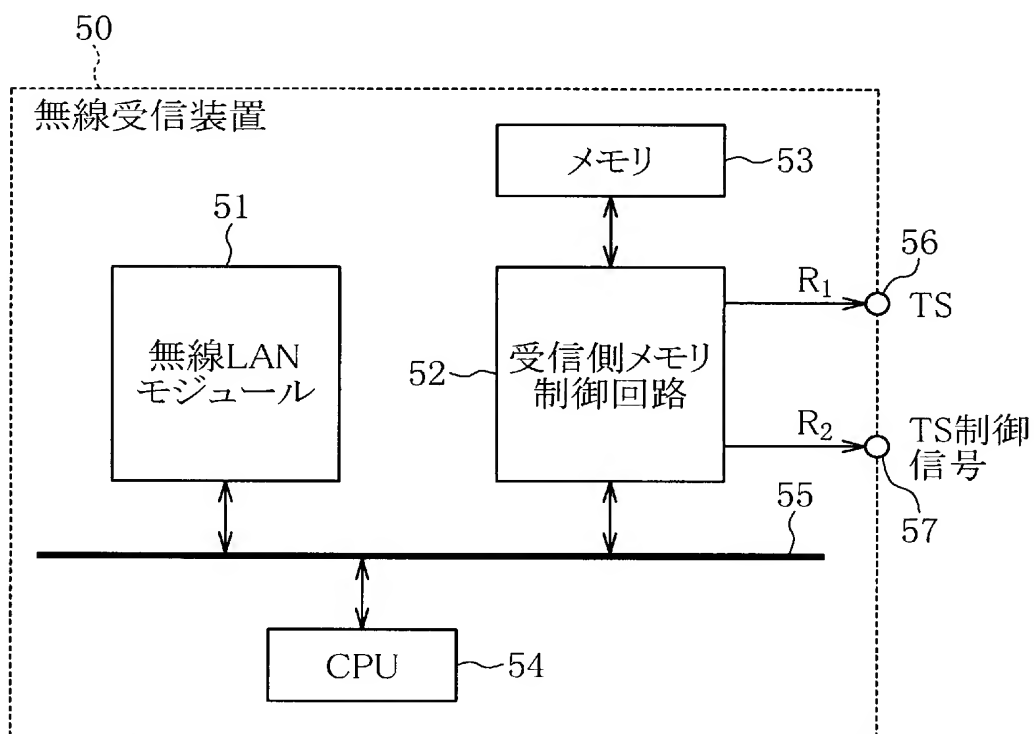 50
無線受信装置
メモリ
53
51
無線LAN
モジュール
52
受信側メモリ
制御回路
R1
56
TS
R2
TS制御
信号
57
55
CPU
54